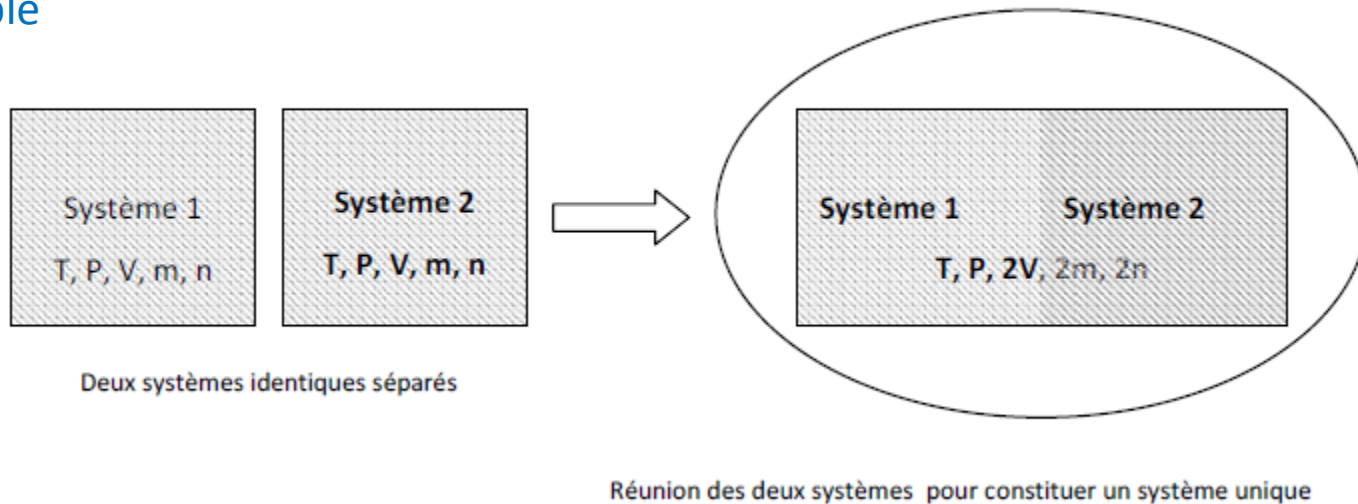 Système 1
T, P, V, m, n
Système 2
T, P, V, m, n
Système 1 Système 2
T, P, 2V, 2m, 2n
Deux systèmes identiques séparés
Réunion des deux systèmes pour constituer un système unique